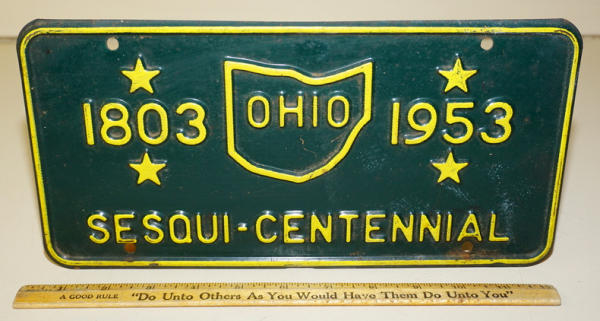 1803 OHIO 1953
SESQUI-CENTENNIAL
A GOOD RULE "Do Unto Others As You Would Have Them Do Unto You"